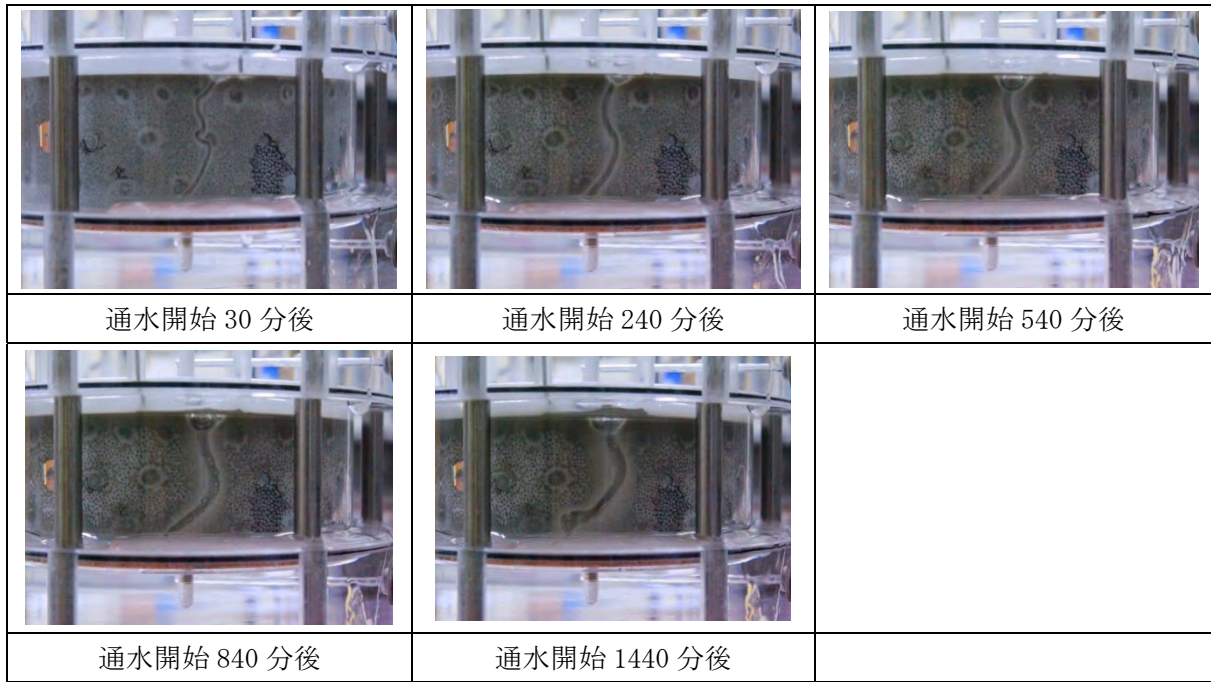 通水開始 30 分後
通水開始 240 分後
通水開始 540 分後
通水開始 840 分後
通水開始 1440 分後